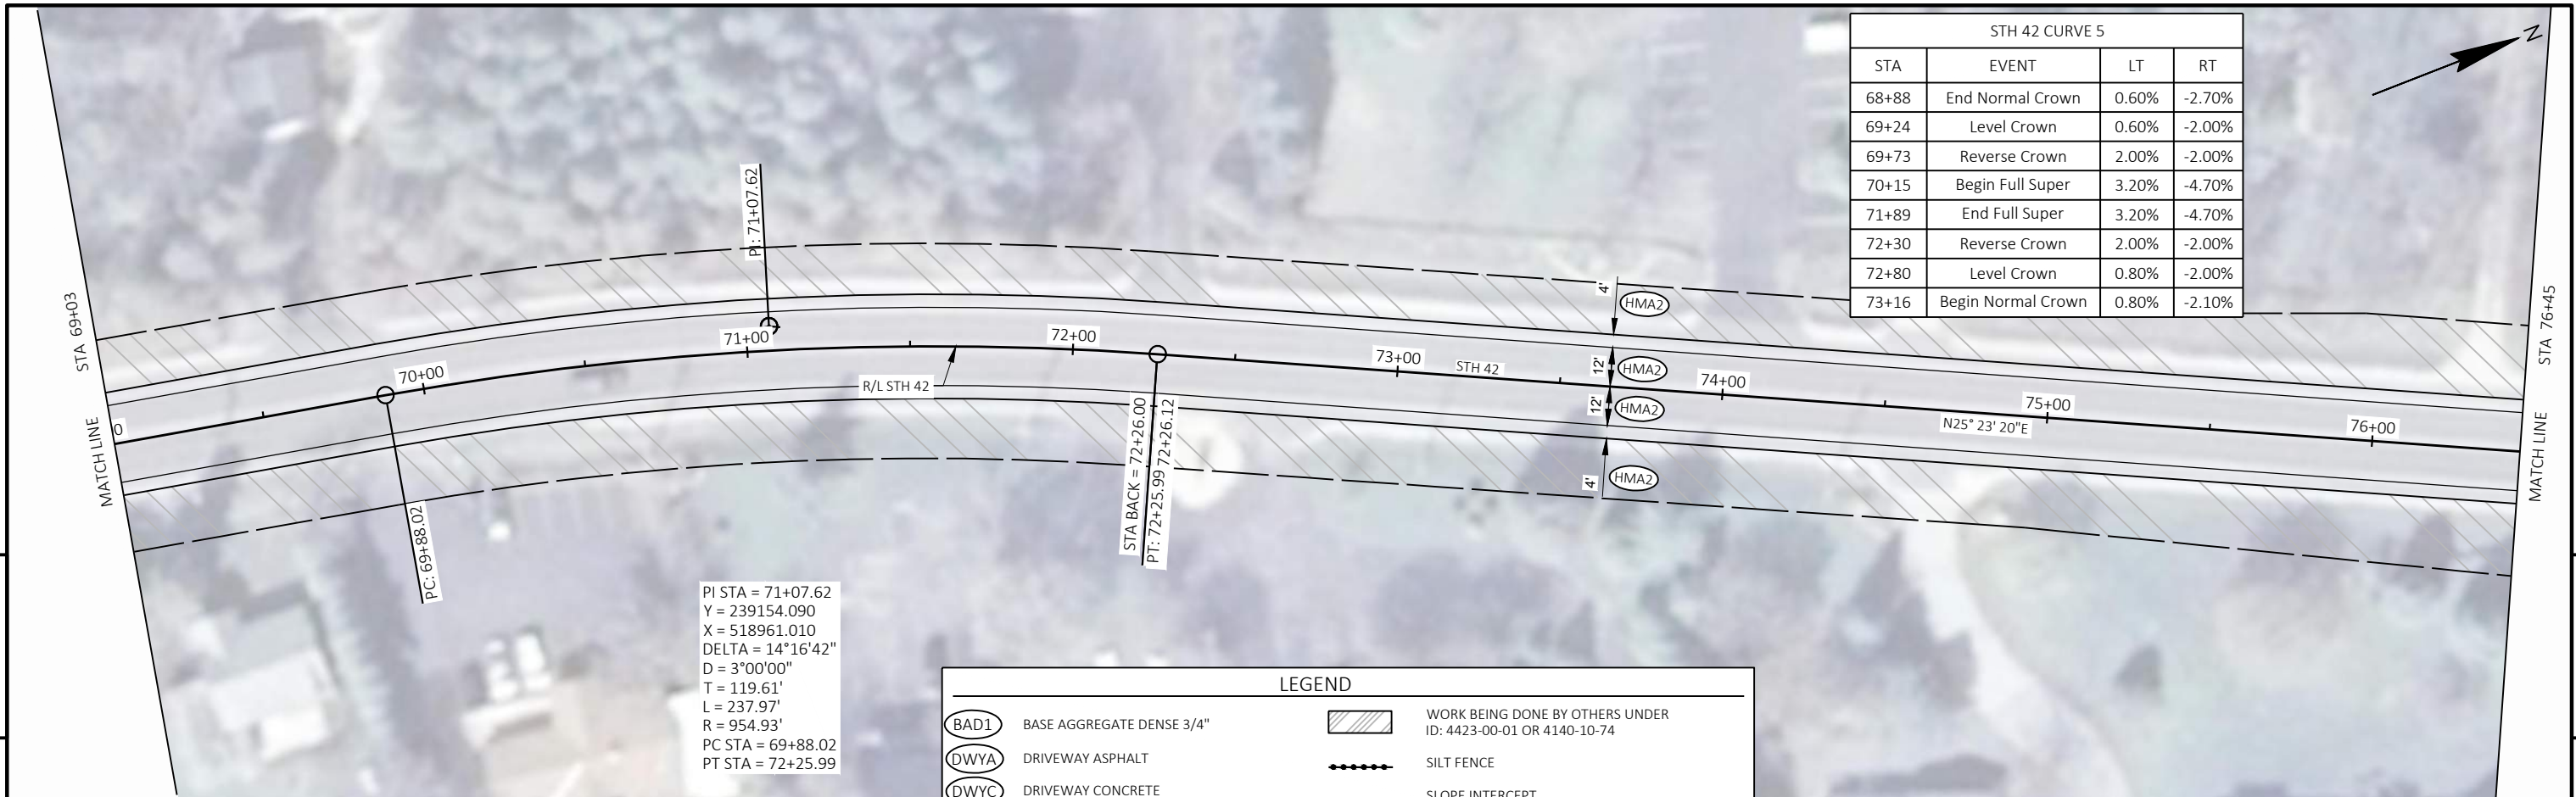 STH 42 CURVE 5
STA EVENT LT RT
68+88 End Normal Crown 0.60% -2.70%
69+24 Level Crown 0.60% -2.00%
69+73 Reverse Crown 2.00% -2.00%
70+15 Begin Full Super 3.20% -4.70%
71+89 End Full Super 3.20% -4.70%
72+30 Reverse Crown 2.00% -2.00%
72+80 Level Crown 0.80% -2.00%
73+16 Begin Normal Crown 0.80% -2.10%
N
STA 69+03
MATCH LINE
0
70+00
PC: 69+88.02
PI: 71+07.62
71+00
R/L STH 42
72+00
STA BACK = 72+26.00
PT: 72+25.99 72+26.12
73+00
STH 42
4'
HMA2
12'
HMA2
12'
HMA2
4'
HMA2
74+00
75+00
N25° 23' 20"E
76+00
STA 76+45
MATCH LINE
PI STA = 71+07.62
Y = 239154.090
X = 518961.010
DELTA = 14°16'42"
D = 3°00'00"
T = 119.61'
L = 237.97'
R = 954.93'
PC STA = 69+88.02
PT STA = 72+25.99
LEGEND
BAD1 BASE AGGREGATE DENSE 3/4"
DWYA DRIVEWAY ASPHALT
DWYC DRIVEWAY CONCRETE
WORK BEING DONE BY OTHERS UNDER
ID: 4423-00-01 OR 4140-10-74
SILT FENCE
SLOPE INTERCEPT